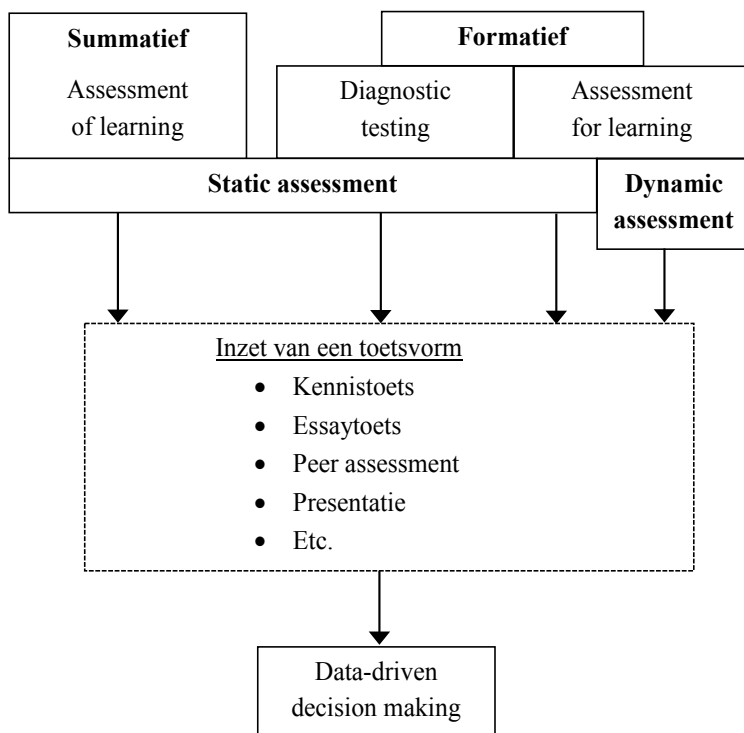 Summatief
Assessment
of learning
Formatief
Diagnostic
testing
Assessment
for learning
Static assessment
Dynamic
assessment
Inzet van een toetsvorm
• Kennistoets
• Essaytoets
• Peer assessment
• Presentatie
• Etc.
Data-driven
decision making